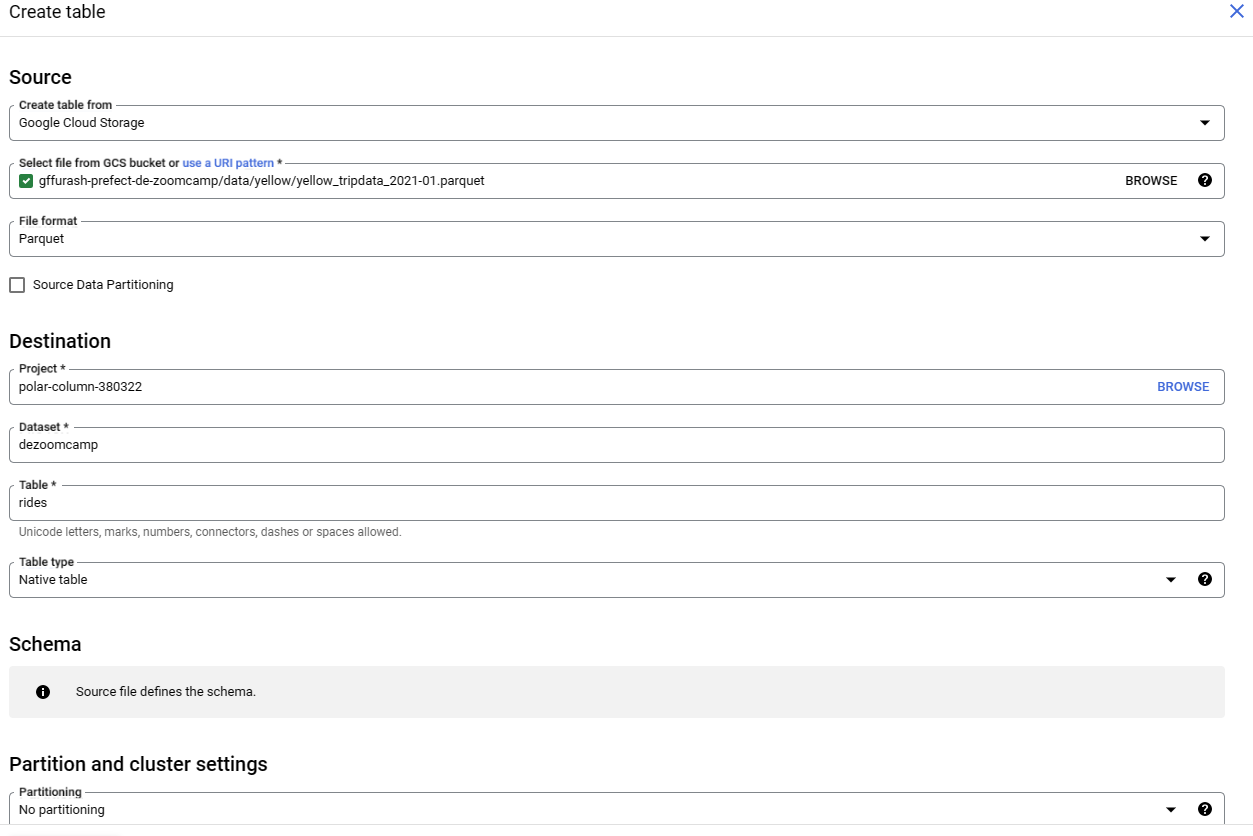 Create table
Source
Create table from
Google Cloud Storage
Select file from GCS bucket or use a URI pattern *
gffurash-prefect-de-zoomcamp/data/yellow/yellow_tripdata_2021-01.parquet
BROWSE
File format
Parquet
Source Data Partitioning
Destination
Project *
polar-column-380322
BROWSE
Dataset *
dezoomcamp
Table *
rides
Unicode letters, marks, numbers, connectors, dashes or spaces allowed.
Table type
Native table
Schema
Source file defines the schema.
Partition and cluster settings
Partitioning
No partitioning